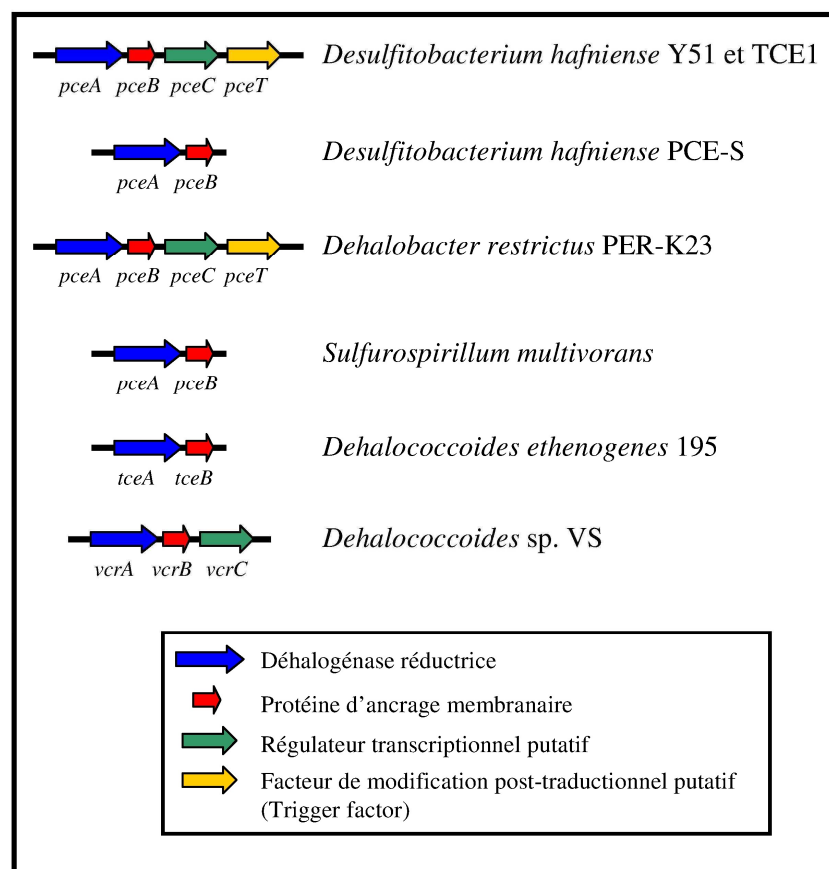 Desulfitobacterium hafniense Y51 et TCE1
pceA pceB pceC pceT
Desulfitobacterium hafniense PCE-S
pceA pceB
Dehalobacter restrictus PER-K23
pceA pceB pceC pceT
Sulfurospirillum multivorans
pceA pceB
Dehalococcoides ethenogenes 195
tceA tceB
Dehalococcoides sp. VS
vcrA vcrB vcrC
Déhalogénase réductrice
Protéine d'ancrage membranaire
Régulateur transcriptionnel putatif
Facteur de modification post-traductionnel putatif
(Trigger factor)